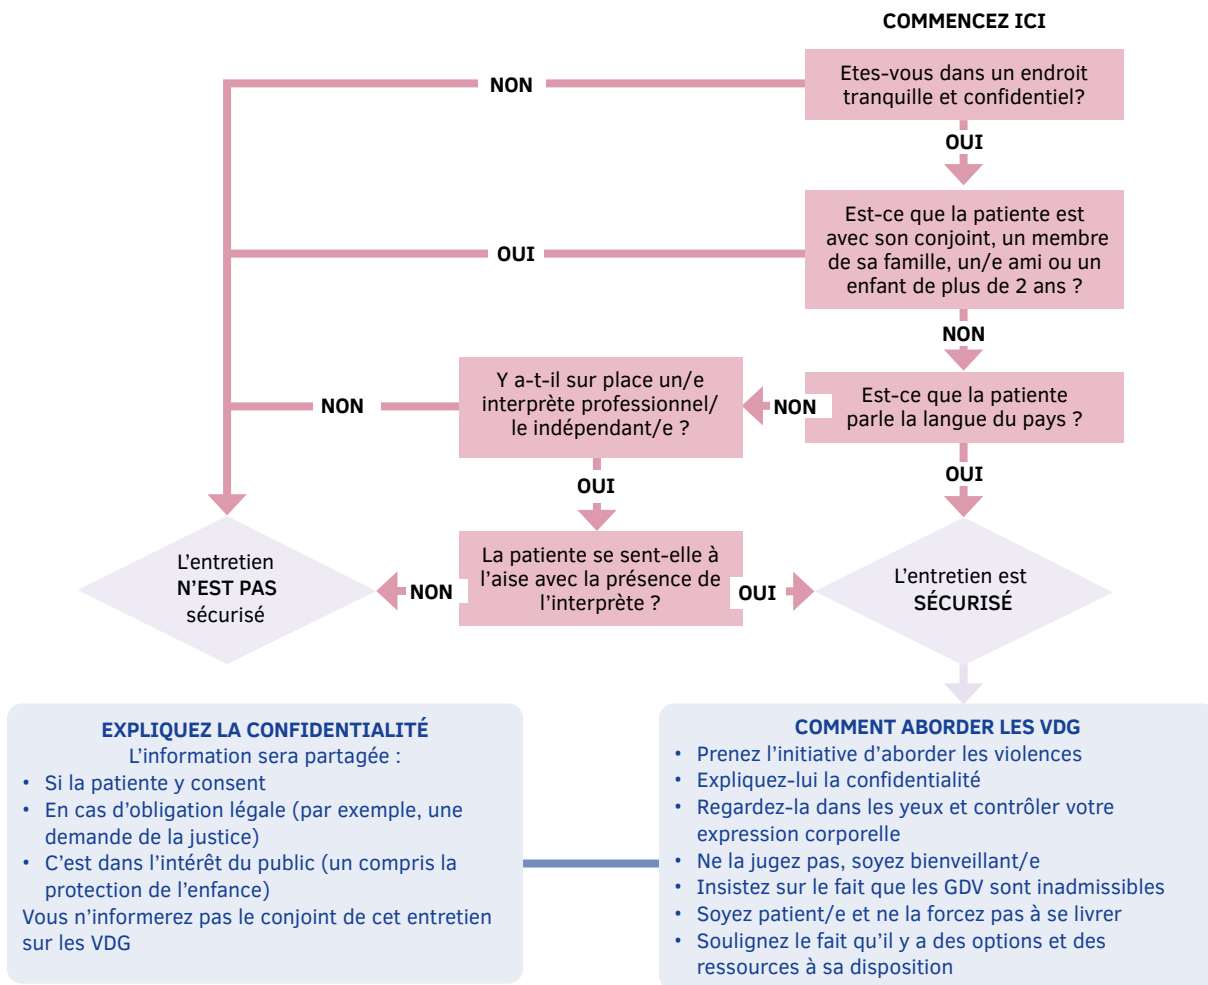 COMMENCEZ ICI
Etes-vous dans un endroit
tranquille et confidentiel?
NON
OUI
Est-ce que la patiente est
avec son conjoint, un membre
de sa famille, un/e ami ou un
enfant de plus de 2 ans ?
OUI
NON
Est-ce que la patiente
parle la langue du pays ?
NON
Y a-t-il sur place un/e
interprète professionnel/
le indépendant/e ?
NON
OUI
OUI
La patiente se sent-elle à
l'aise avec la présence de
l'interprète ?
NON
OUI
L'entretien
N'EST PAS
sécurisé
L'entretien est
SÉCURISÉ
EXPLIQUEZ LA CONFIDENTIALITÉ
L'information sera partagée :
• Si la patiente y consent
• En cas d'obligation légale (par exemple, une
demande de la justice)
• C'est dans l'intérêt du public (un compris la
protection de l'enfance)
Vous n'informerez pas le conjoint de cet entretien
sur les VDG
COMMENT ABORDER LES VDG
• Prenez l'initiative d'aborder les violences
• Expliquez-lui la confidentialité
• Regardez-la dans les yeux et contrôler votre
expression corporelle
• Ne la jugez pas, soyez bienveillant/e
• Insistez sur le fait que les GDV sont inadmissibles
• Soyez patient/e et ne la forcez pas à se livrer
• Soulignez le fait qu'il y a des options et des
ressources à sa disposition